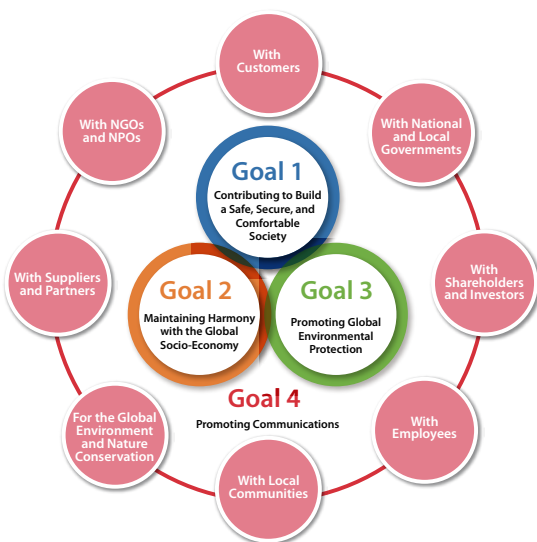 With
Customers
With NGOs
and NPOs
With National
and Local
Governments
Goal 1
Contributing to Build
a Safe, Secure, and
Comfortable
Society
With Suppliers
and Partners
Goal 2
Maintaining Harmony
with the Global
Socio-Economy
Goal 3
Promoting Global
Environmental
Protection
With
Shareholders
and Investors
Goal 4
Promoting Communications
For the Global
Environment
and Nature
Conservation
With
Employees
With Local
Communities